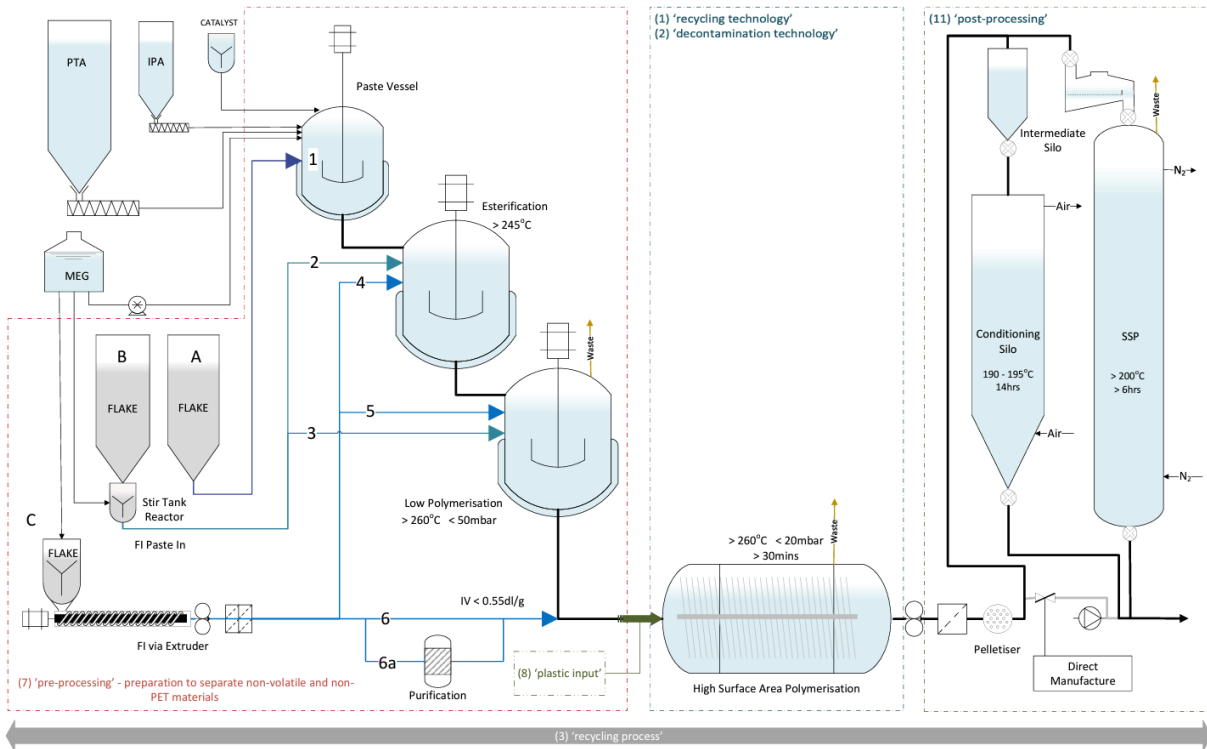 (1) ‘recycling technology’
(2) ‘decontamination technology’
(11) ‘post-processing’
CATALYST
PTA
IPA
Paste Vessel
1
Waste
Intermediate
Silo
N₂
Air
Esterification
> 245°C
2
4
MEG
Waste
B
A
FLAKE
FLAKE
Conditioning
Silo
190 - 195°C
14hrs
SSP
> 200°C
> 6hrs
5
3
Air
N₂
Stir Tank
Reactor
FI Paste In
C
FLAKE
Low Polymerisation
> 260°C < 50mbar
> 260°C < 20mbar
> 30mins
Waste
IV < 0.55dl/g
6
FI via Extruder
6a
Purification
(8) ‘plastic input’
Pelletiser
Direct
Manufacture
High Surface Area Polymerisation
(7) ‘pre-processing’ - preparation to separate non-volatile and non-
PET materials
(3) ‘recycling process’